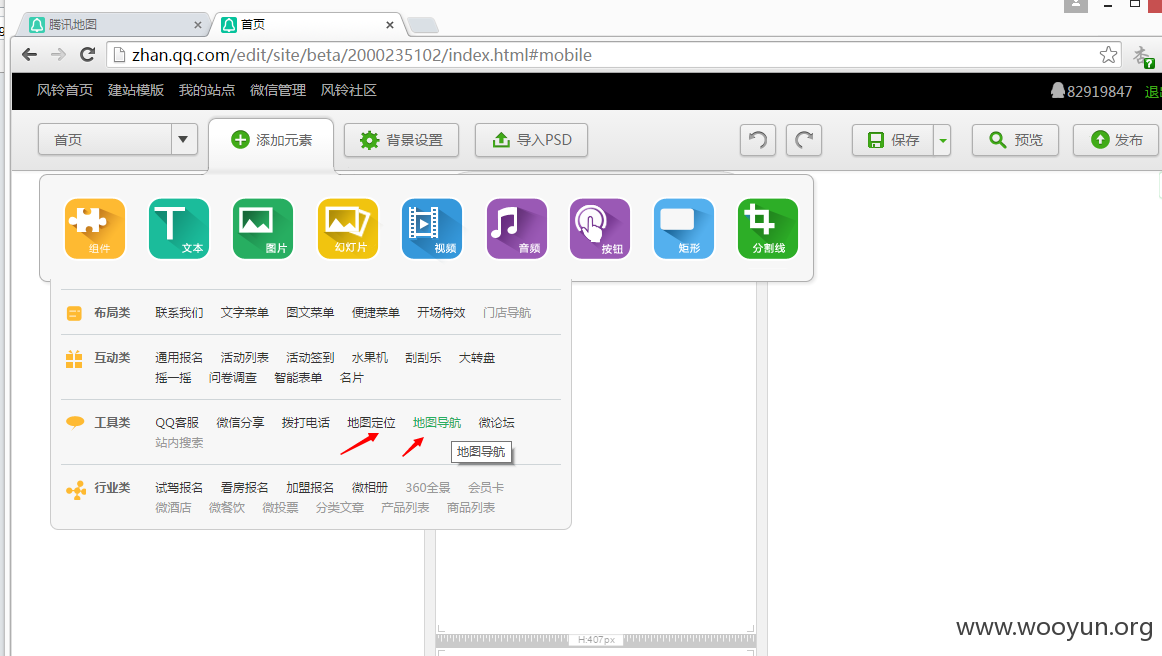 腾讯地图
首页
zhan.qq.com/edit/site/beta/2000235102/index.html#mobile
风铃首页 建站模版 我的站点 微信管理 风铃社区
82919847
首页 添加元素 背景设置 导入PSD 保存 预览 发布
组件 文本 图片 幻灯片 视频 音频 按钮 矩形 分割线
布局类 联系我们 文字菜单 图文菜单 便捷菜单 开场特效 门店导航
互动类 通用报名 活动列表 活动签到 水果机 刮刮乐 大转盘
摇一摇 问卷调查 智能表单 名片
工具类 QQ客服 微信分享 拨打电话 地图定位 地图导航 微论坛
站内搜索
地图导航
行业类 试驾报名 看房报名 加盟报名 微相册 360全景 会员卡
微酒店 微餐饮 微投票 分类文章 产品列表 商品列表
H:407px
www.wooyun.org